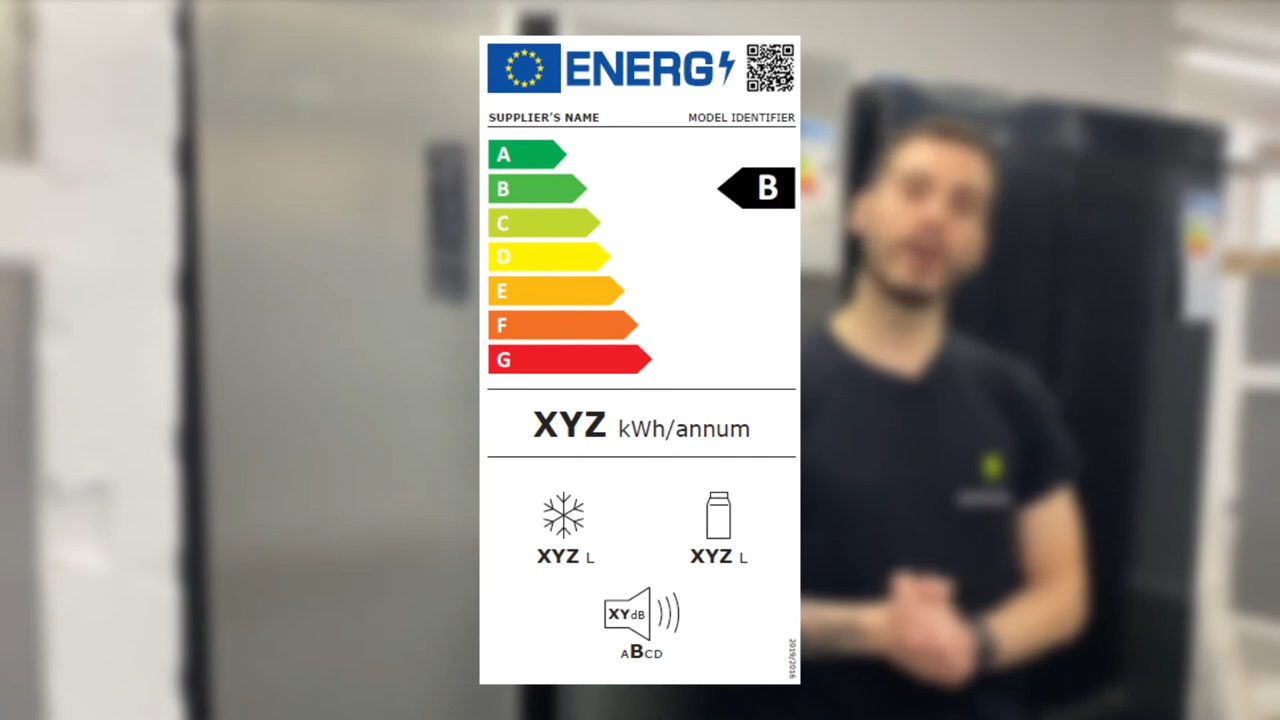 ENERG
SUPPLIER'S NAME MODEL IDENTIFIER
A
B B
C
D
E
F
G
XYZ kWh/annum
XYZ L XYZ L
XY dB
ABCD
2019/2016